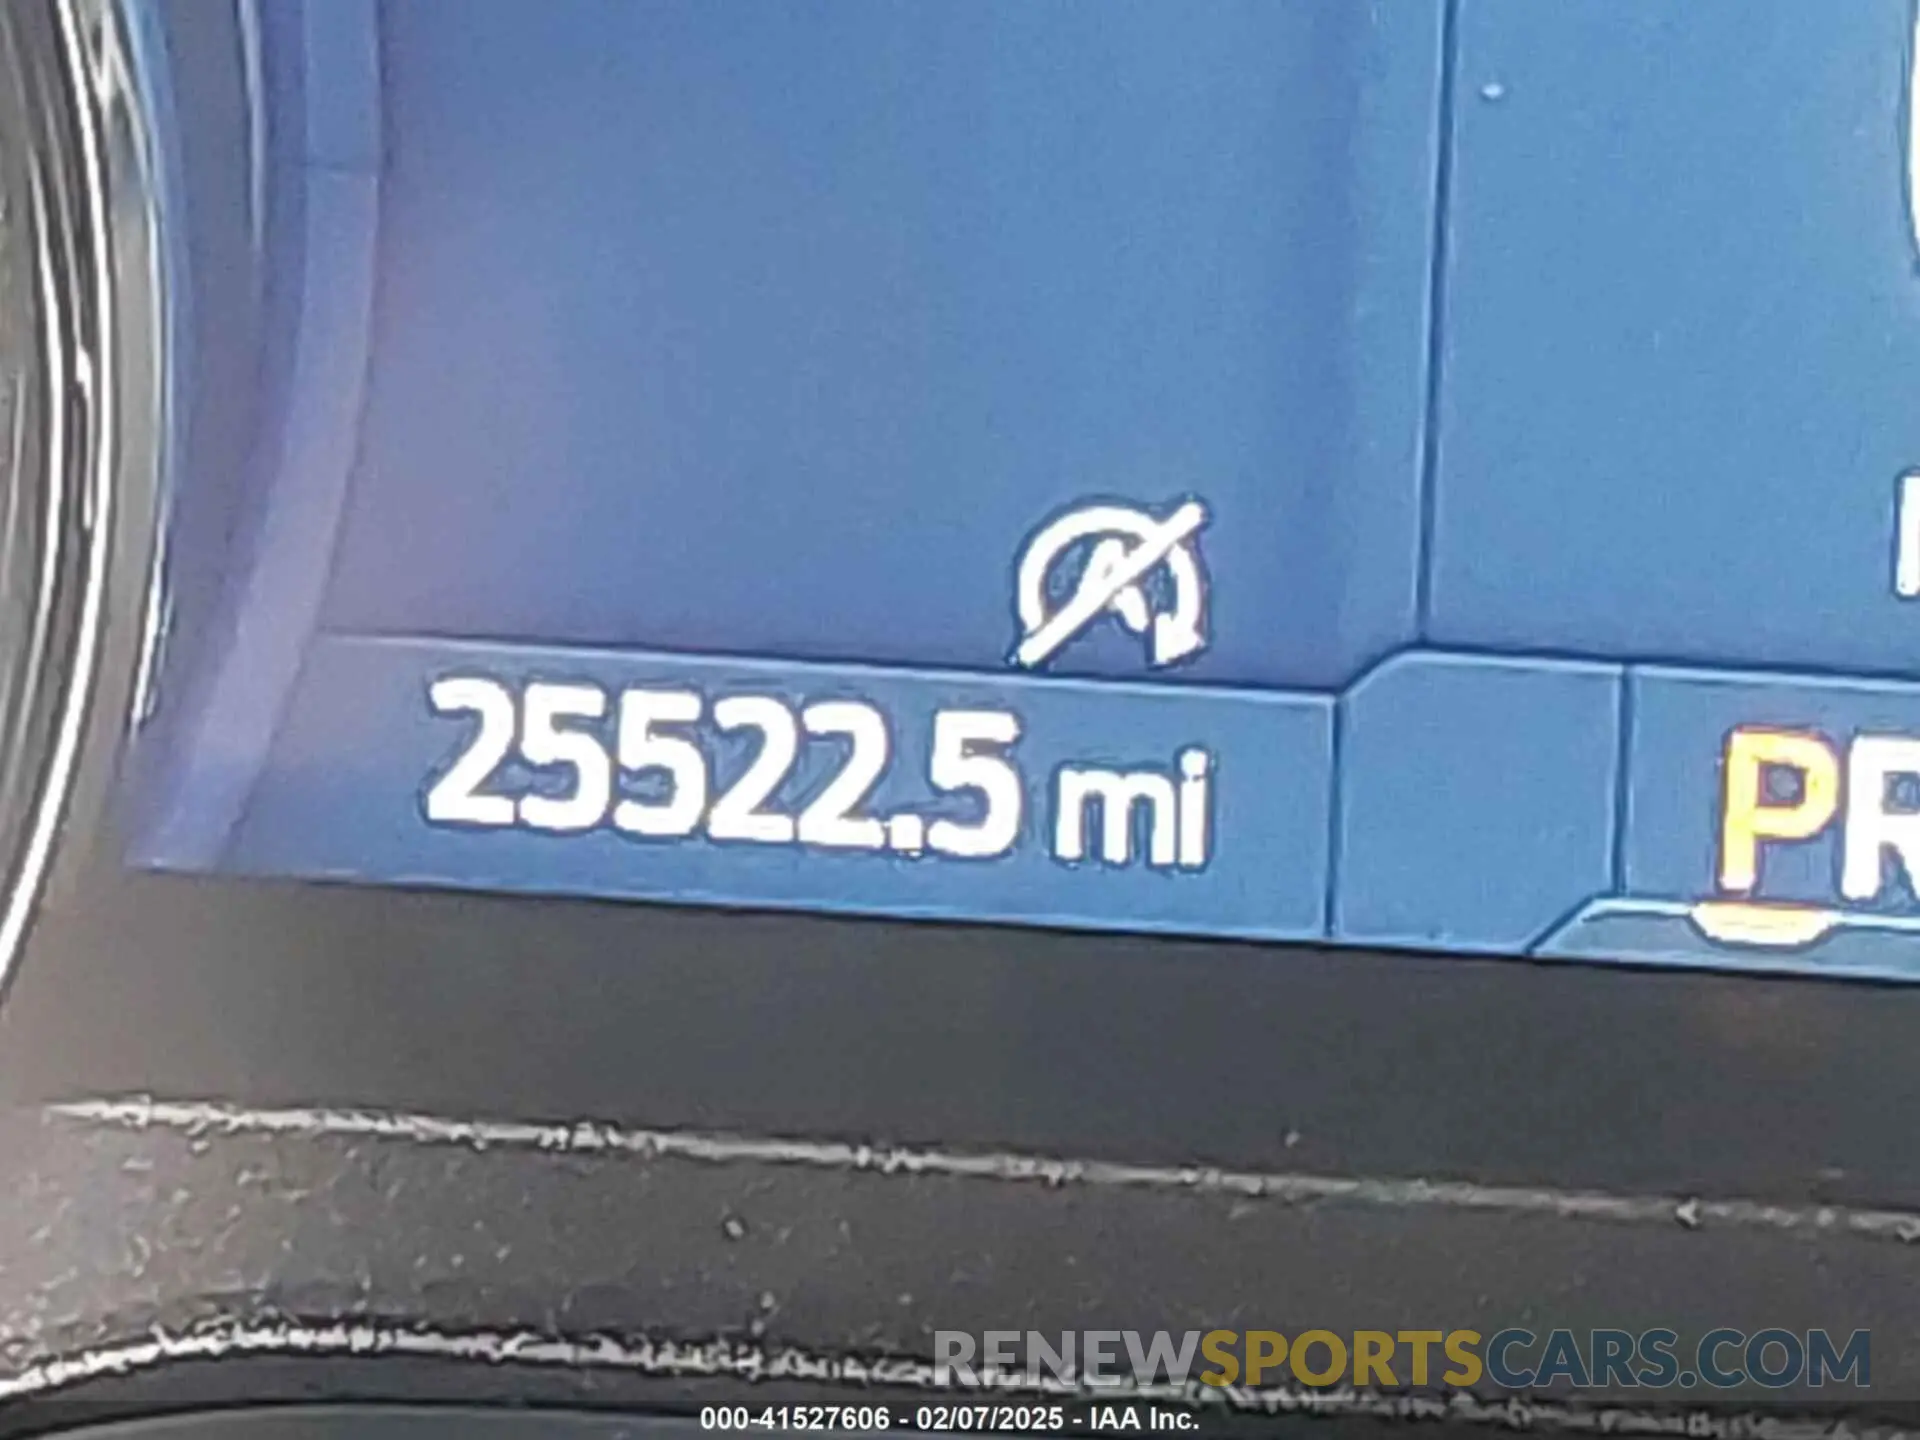 25522.5 mi
PR
RENEWSPORTSCARS.COM
000-41527606 - 02/07/2025 - IAA Inc.